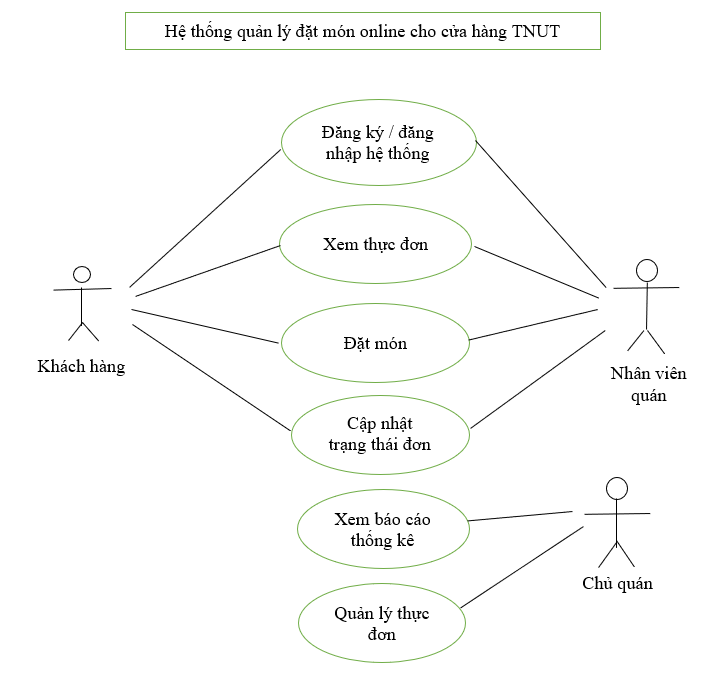 Hệ thống quản lý đặt món online cho cửa hàng TNUT
Đăng ký / đăng
nhập hệ thống
Xem thực đơn
Đặt món
Khách hàng
Nhân viên
quán
Cập nhật
trạng thái đơn
Xem báo cáo
thống kê
Chủ quán
Quản lý thực
đơn